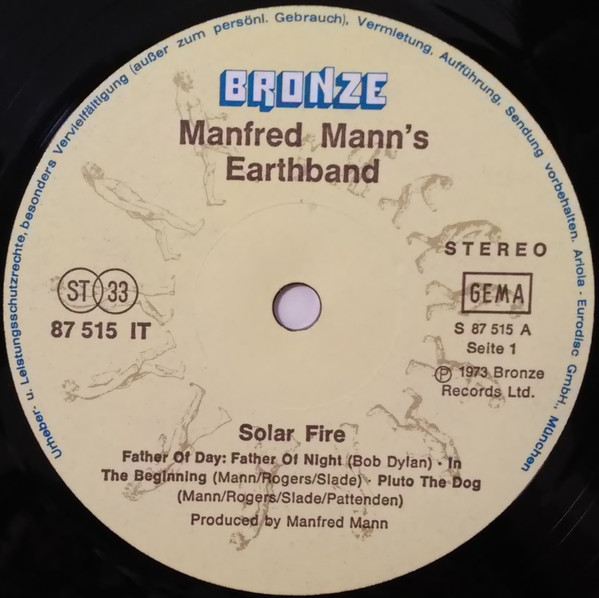 Urheber- u. Leistungsschutzrechte, besonders Vervielfältigung (außer zum persönl. Gebrauch), Vermietung, Aufführung, Sendung vorbehalten. Ariola - Eurodisc GmbH., München
BRONZE
Manfred Mann's
Earthband
STEREO
ST 33
GEMA
87 515 IT
S 87 515 A
Seite 1
℗ 1973 Bronze
Records Ltd.
Solar Fire
Father Of Day: Father Of Night (Bob Dylan) · In
The Beginning (Mann/Rogers/Slade) · Pluto The Dog
(Mann/Rogers/Slade/Pattenden)
Produced by Manfred Mann